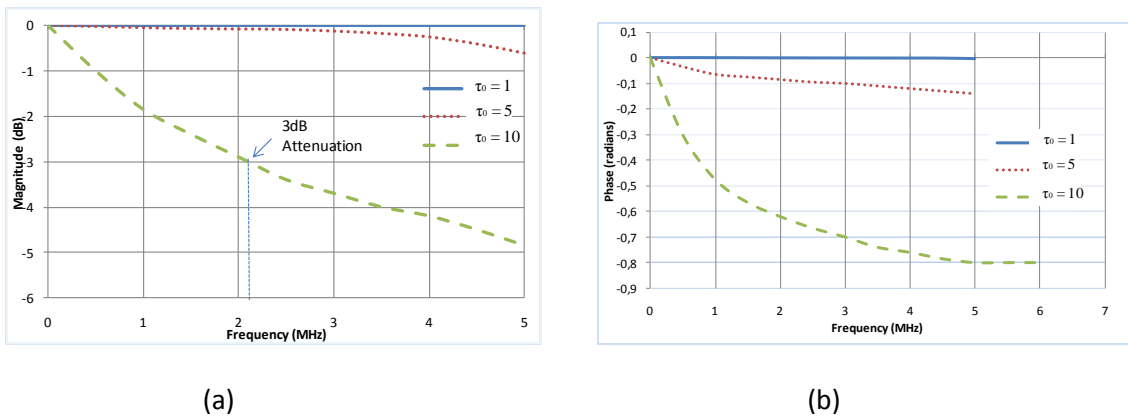 0
-1
-2
-3
-4
-5
-6
Magnitude (dB)
0 1 2 3 4 5
Frequency (MHz)
τ₀ = 1
τ₀ = 5
τ₀ = 10
3dB
Attenuation
(a)
0,1
0
-0,1
-0,2
-0,3
-0,4
-0,5
-0,6
-0,7
-0,8
-0,9
Phase (radians)
0 1 2 3 4 5 6 7
Frequency (MHz)
τ₀ = 1
τ₀ = 5
τ₀ = 10
(b)